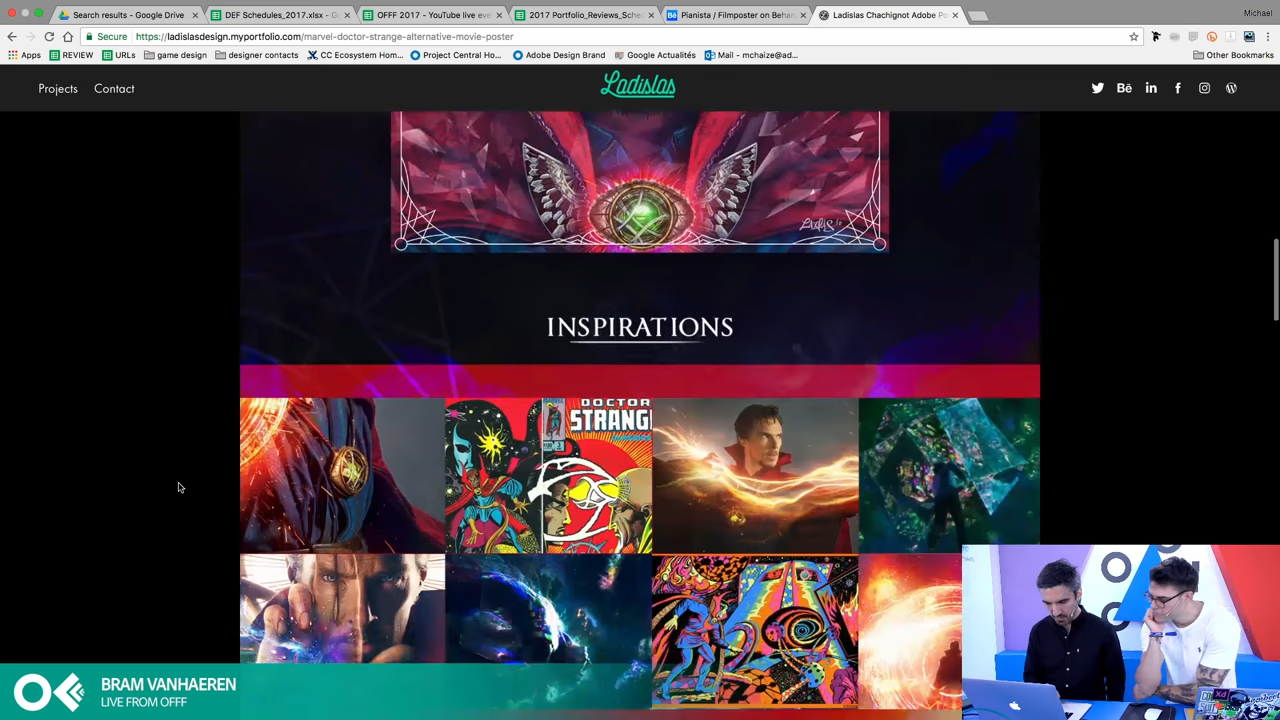 Search results - Google Drive
DEF Schedules_2017.xlsx - G
OFFF 2017 - YouTube live eve
2017 Portfolio_Reviews_Sche
Pianista / Filmposter on Behan
Ladislas Chachignot Adobe Po
Michael
Secure
https://ladislasdesign.myportfolio.com/marvel-doctor-strange-alternative-movie-poster
Apps
REVIEW
URLs
game design
designer contacts
CC Ecosystem Hom...
Project Central Ho...
Adobe Design Brand
Google Actualités
Mail - mchaize@ad...
Other Bookmarks
Projects
Contact
Ladislas
INSPIRATIONS
DOCTOR
STRANG
Xd
BRAM VANHAEREN
LIVE FROM OFFF